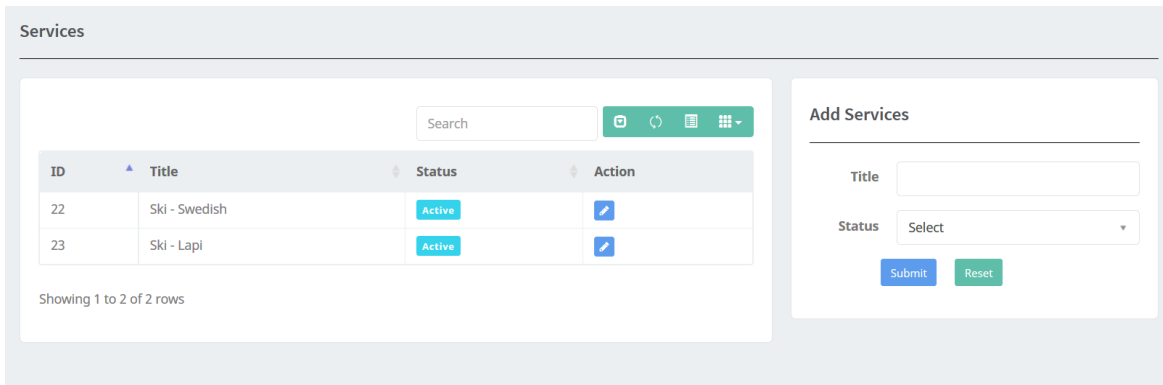 Services
Search
ID Title Status Action
22 Ski - Swedish Active
23 Ski - Lapi Active
Showing 1 to 2 of 2 rows
Add Services
Title
Status Select
Submit Reset